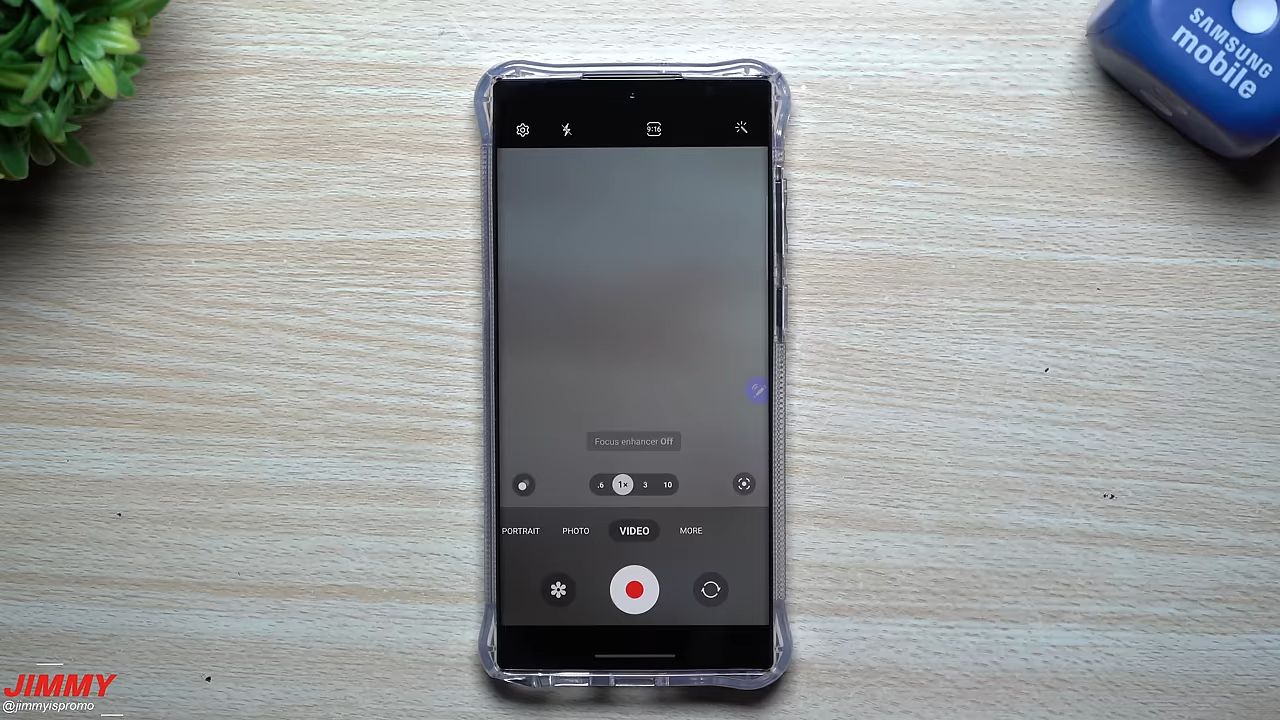 SAMSUNG
mobile
9:16
Focus enhancer Off
.6 1× 3 10
PORTRAIT PHOTO VIDEO MORE
JIMMY
@jimmyispromo